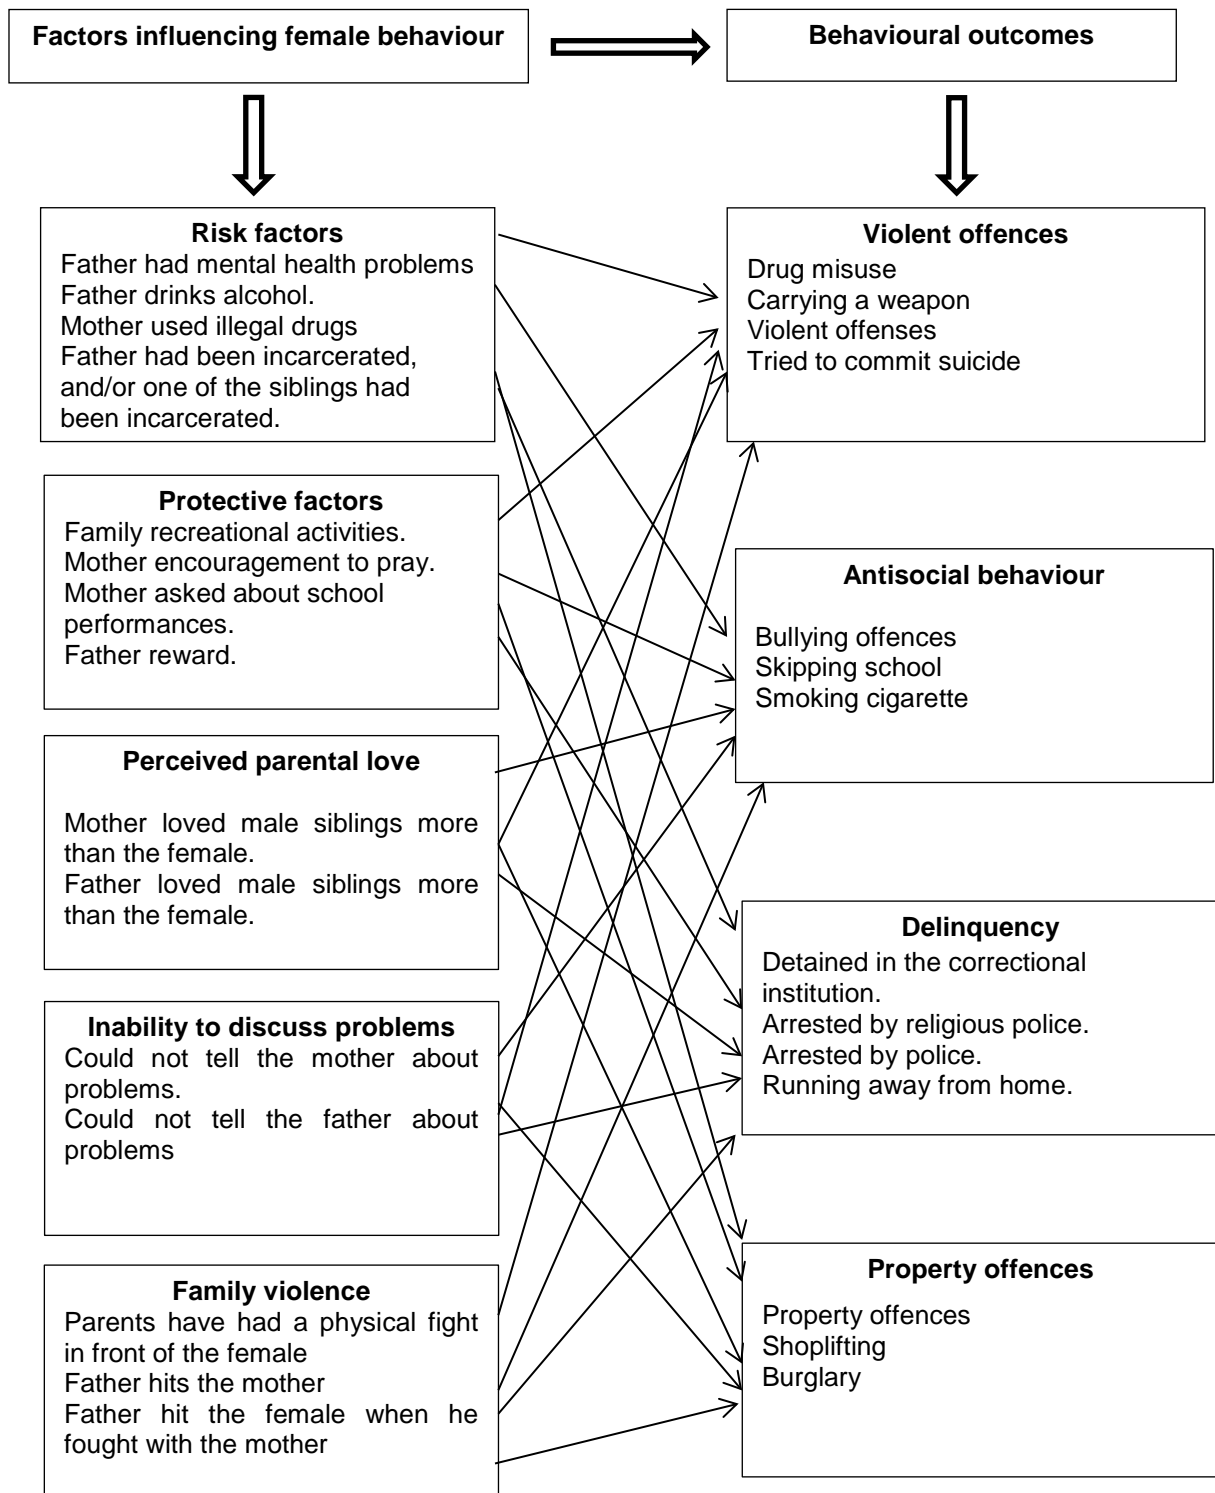 Factors influencing female behaviour
Behavioural outcomes
Risk factors
Father had mental health problems
Father drinks alcohol.
Mother used illegal drugs
Father had been incarcerated,
and/or one of the siblings had
been incarcerated.
Protective factors
Family recreational activities.
Mother encouragement to pray.
Mother asked about school
performances.
Father reward.
Perceived parental love
Mother loved male siblings more
than the female.
Father loved male siblings more
than the female.
Inability to discuss problems
Could not tell the mother about
problems.
Could not tell the father about
problems
Family violence
Parents have had a physical fight
in front of the female
Father hits the mother
Father hit the female when he
fought with the mother
Violent offences
Drug misuse
Carrying a weapon
Violent offenses
Tried to commit suicide
Antisocial behaviour
Bullying offences
Skipping school
Smoking cigarette
Delinquency
Detained in the correctional
institution.
Arrested by religious police.
Arrested by police.
Running away from home.
Property offences
Property offences
Shoplifting
Burglary